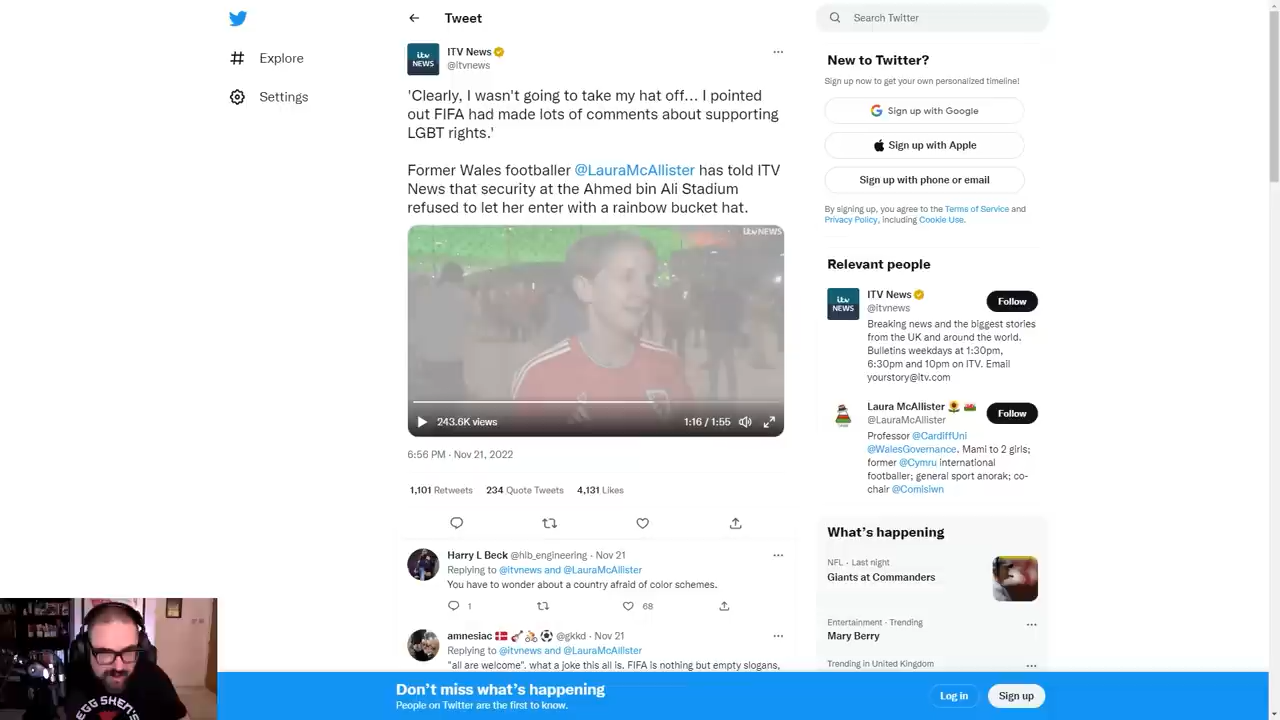 Tweet
Search Twitter
Explore
Settings
itv NEWS
ITV News
@itvnews
'Clearly, I wasn't going to take my hat off... I pointed
out FIFA had made lots of comments about supporting
LGBT rights.'
Former Wales footballer @LauraMcAllister has told ITV
News that security at the Ahmed bin Ali Stadium
refused to let her enter with a rainbow bucket hat.
itv NEWS
243.6K views
1:16 / 1:55
6:56 PM · Nov 21, 2022
1,101 Retweets 234 Quote Tweets 4,131 Likes
Harry L Beck @hlb_engineering · Nov 21
Replying to @itvnews and @LauraMcAllister
You have to wonder about a country afraid of color schemes.
1
68
amnesiac @gkkd · Nov 21
Replying to @itvnews and @LauraMcAllister
"all are welcome". what a joke this all is. FIFA is nothing but empty slogans,
New to Twitter?
Sign up now to get your own personalized timeline!
Sign up with Google
Sign up with Apple
Sign up with phone or email
By signing up, you agree to the Terms of Service and
Privacy Policy, including Cookie Use.
Relevant people
itv NEWS
ITV News
@itvnews
Follow
Breaking news and the biggest stories
from the UK and around the world.
Bulletins weekdays at 1:30pm,
6:30pm and 10pm on ITV. Email
yourstory@itv.com
Laura McAllister
@LauraMcAllister
Follow
Professor @CardiffUni
@WalesGovernance. Mami to 2 girls;
former @Cymru international
footballer; general sport anorak; co-
chair @Comisiwn
What's happening
NFL · Last night
Giants at Commanders
Entertainment · Trending
Mary Berry
Trending in United Kingdom
Don't miss what's happening
People on Twitter are the first to know.
Log in
Sign up
EGG SHE